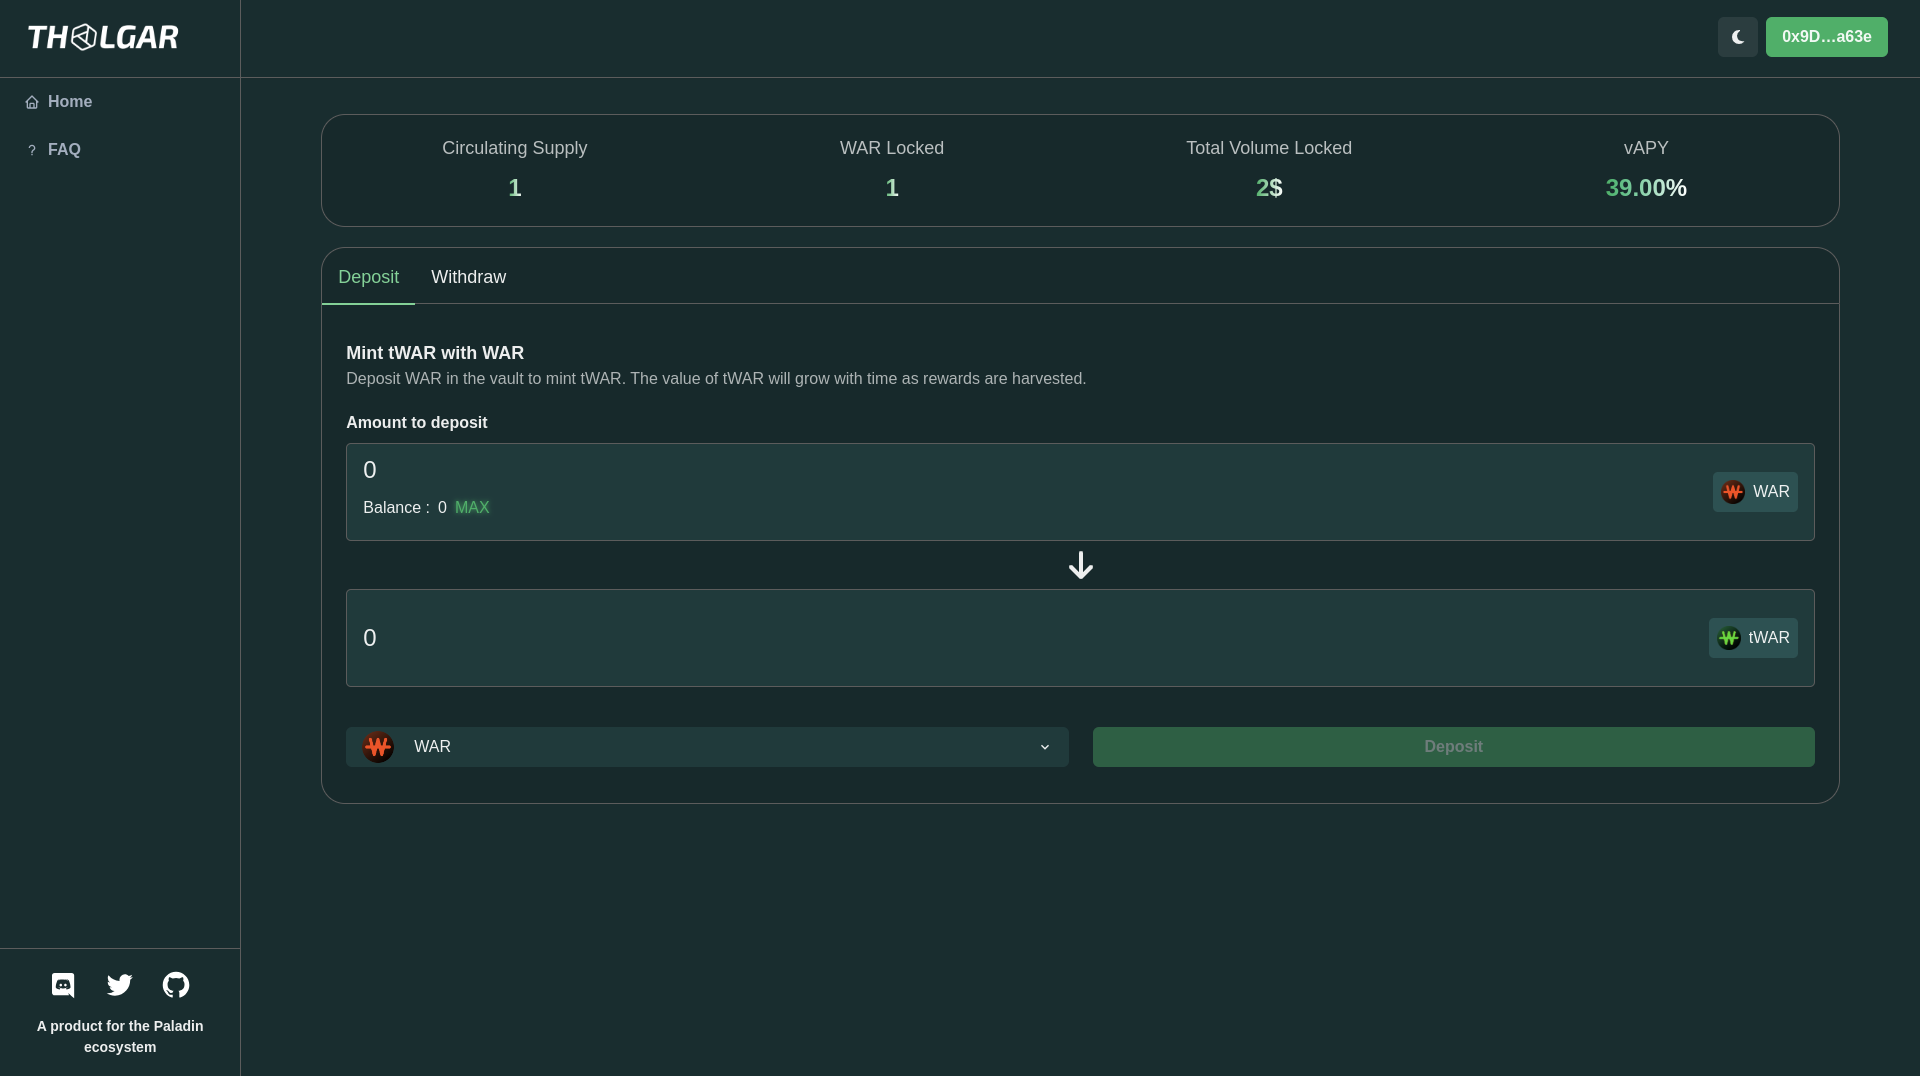 THOLGAR
0x9D...a63e
Home
? FAQ
Circulating Supply
1
WAR Locked
1
Total Volume Locked
2$
vAPY
39.00%
Deposit
Withdraw
Mint tWAR with WAR
Deposit WAR in the vault to mint tWAR. The value of tWAR will grow with time as rewards are harvested.
Amount to deposit
0
Balance : 0 MAX
WAR
0
tWAR
WAR
Deposit
A product for the Paladin
ecosystem